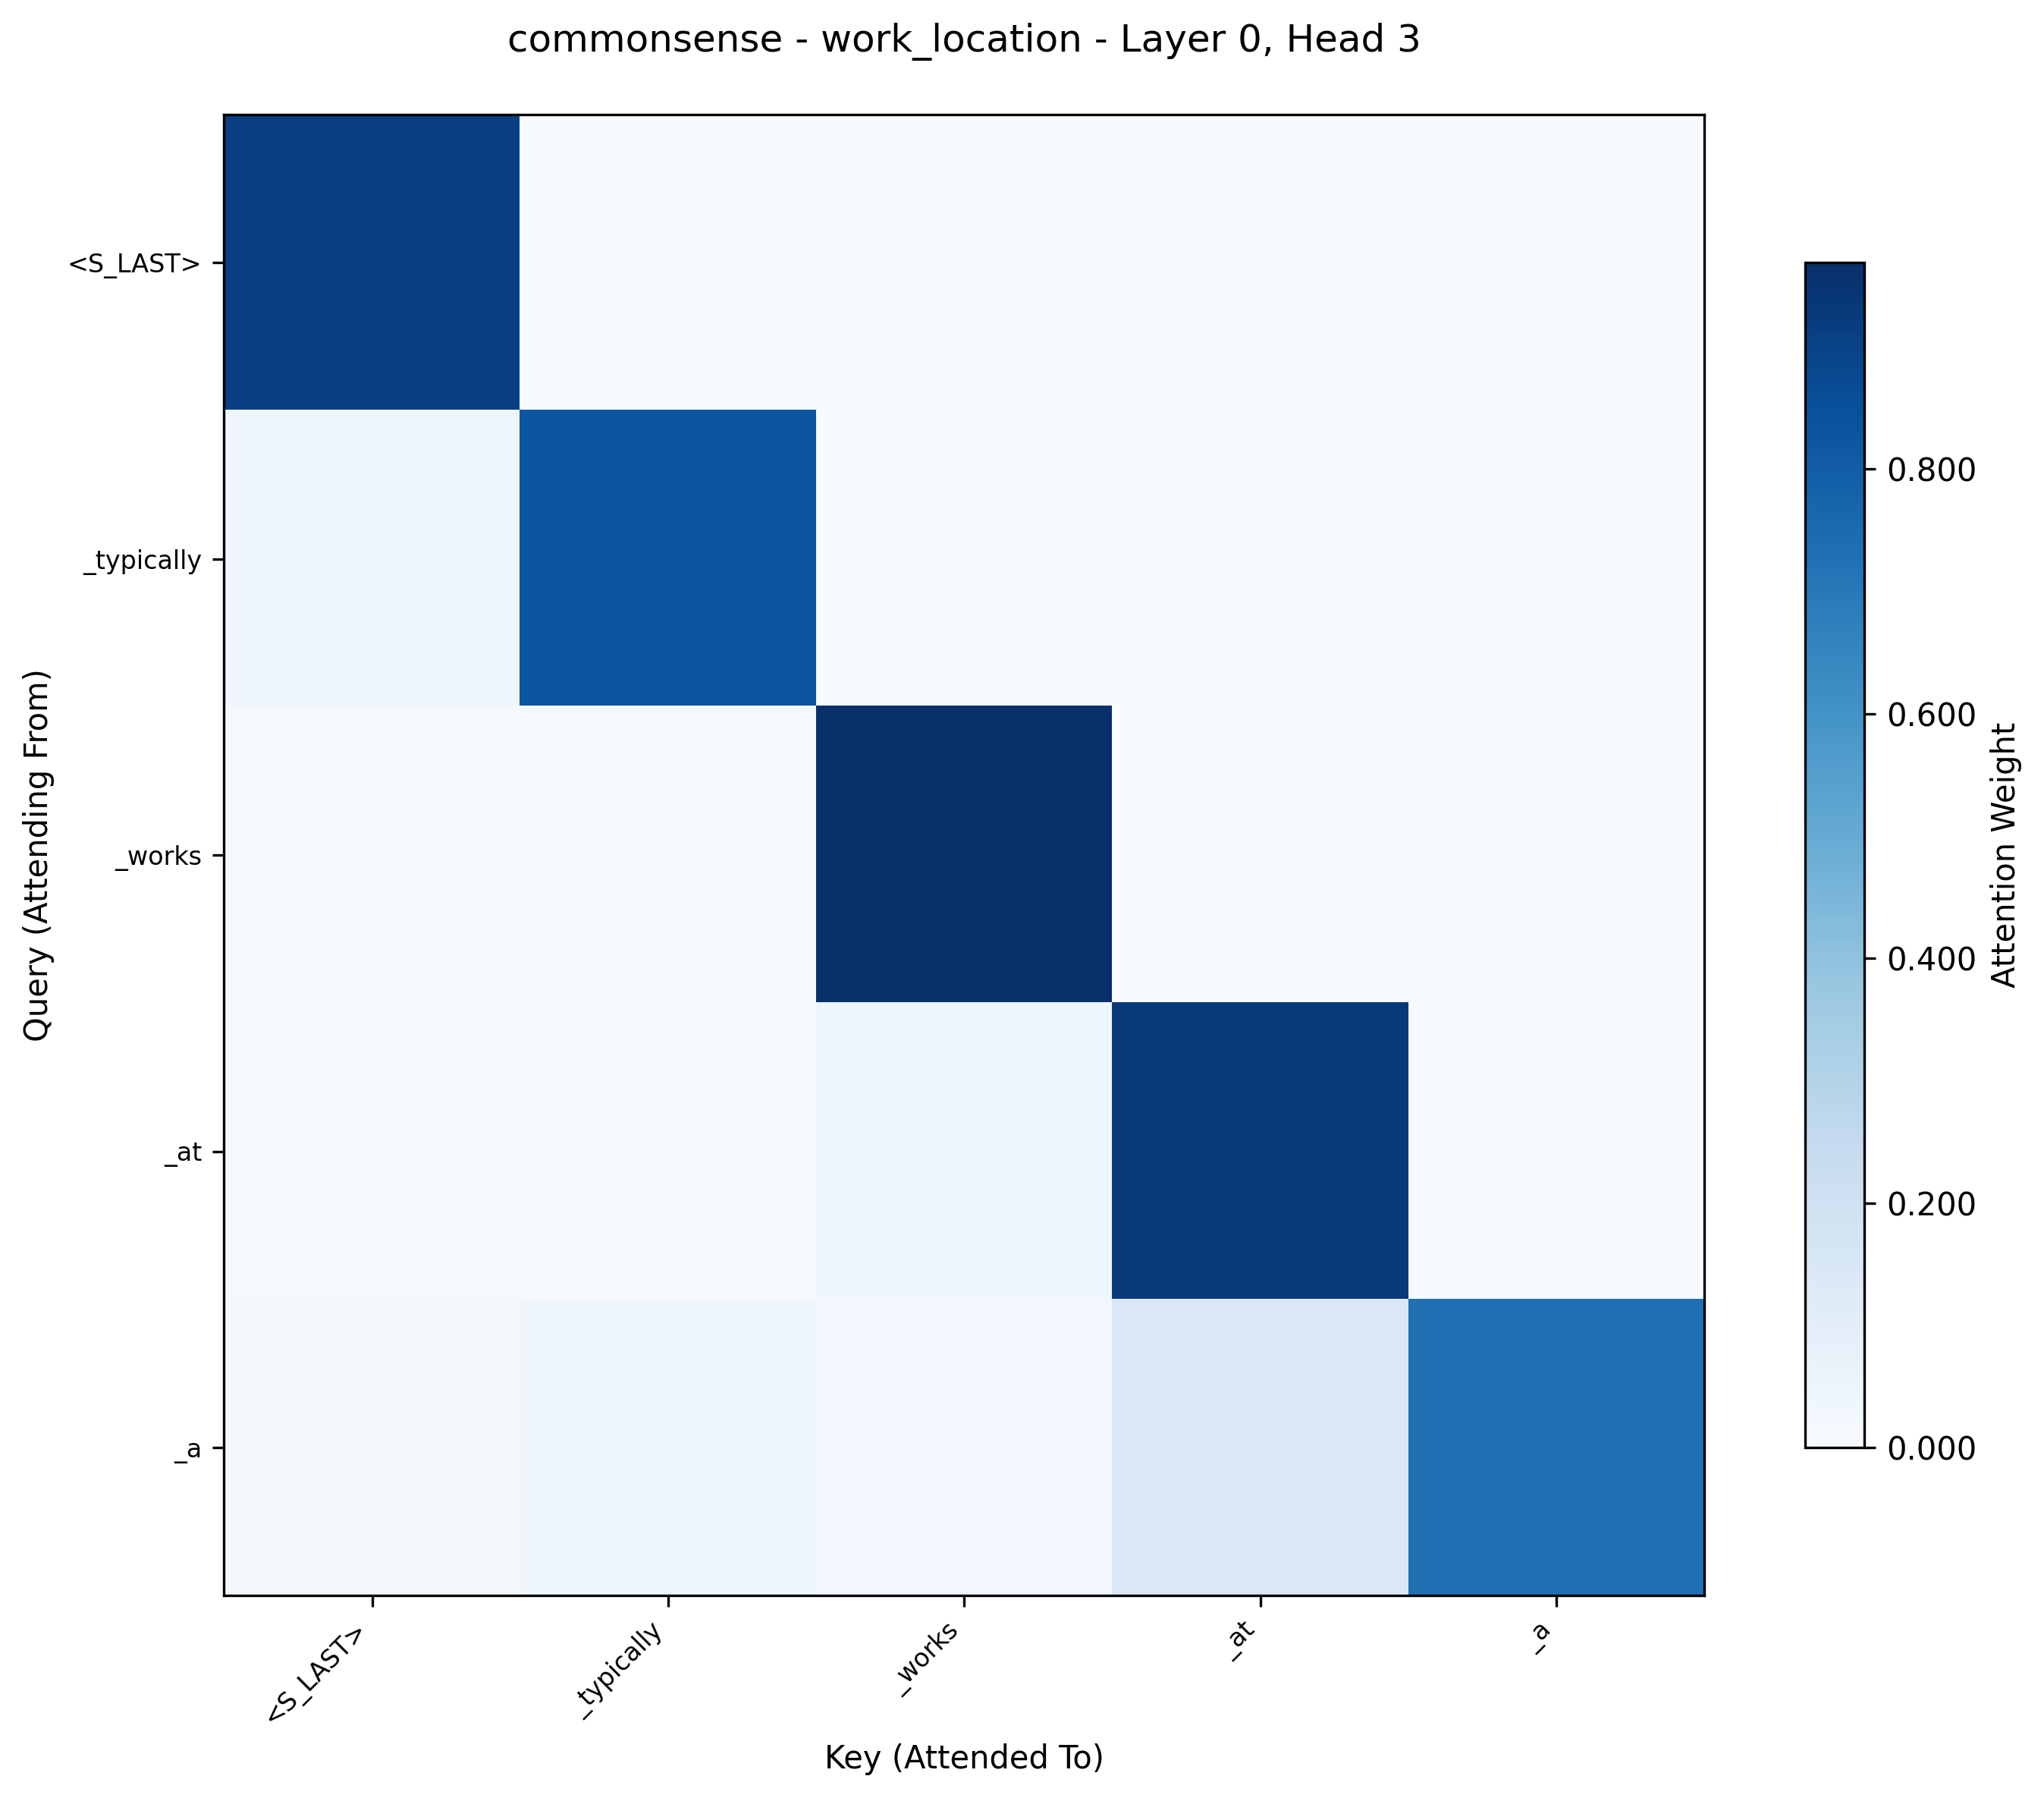 commonsense - work_location - Layer 0, Head 3
Query (Attending From)
<S_LAST>
_typically
_works
_at
_a
<S_LAST>
_typically
_works
_at
_a
Key (Attended To)
0.800
0.600
0.400
0.200
0.000
Attention Weight